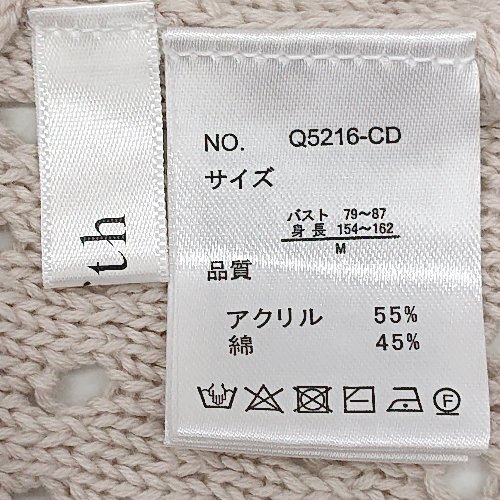 th
NO. Q5216-CD
サイズ
バスト 79~87
身長 154~162
M
品質
アクリル 55%
綿 45%
F